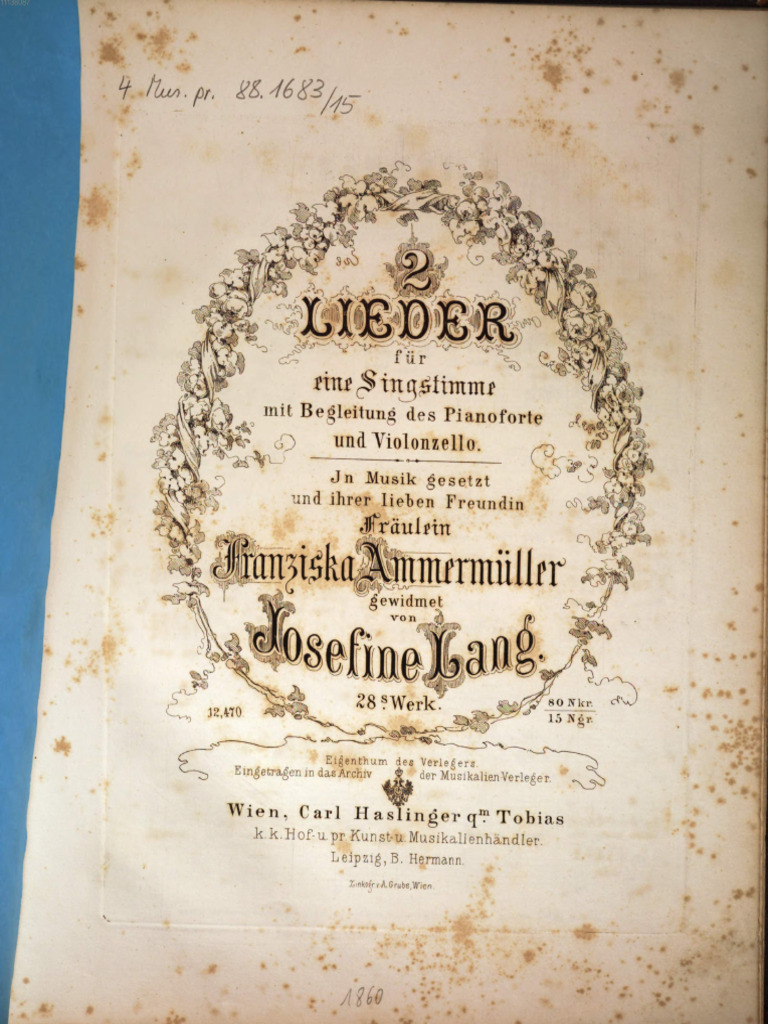 4 Mus. pr. 88.1683/15
2
LIEDER
für
eine Singstimme
mit Begleitung des Pianoforte
und Violonzello.
Jn Musik gesetzt
und ihrer lieben Freundin
Fräulein
Franziska Ammermüller
gewidmet
von
Josefine Lang.
28s Werk.
12,470
80 Nkr.
15 Ngr.
Eigenthum des Verlegers.
Eingetragen in das Archiv der Musikalien-Verleger.
Wien, Carl Haslinger qm. Tobias
k. k. Hof- u. pr. Kunst- u. Musikalienhändler.
Leipzig, B. Hermann.
Zinkogr. v. A. Grube, Wien.
1860